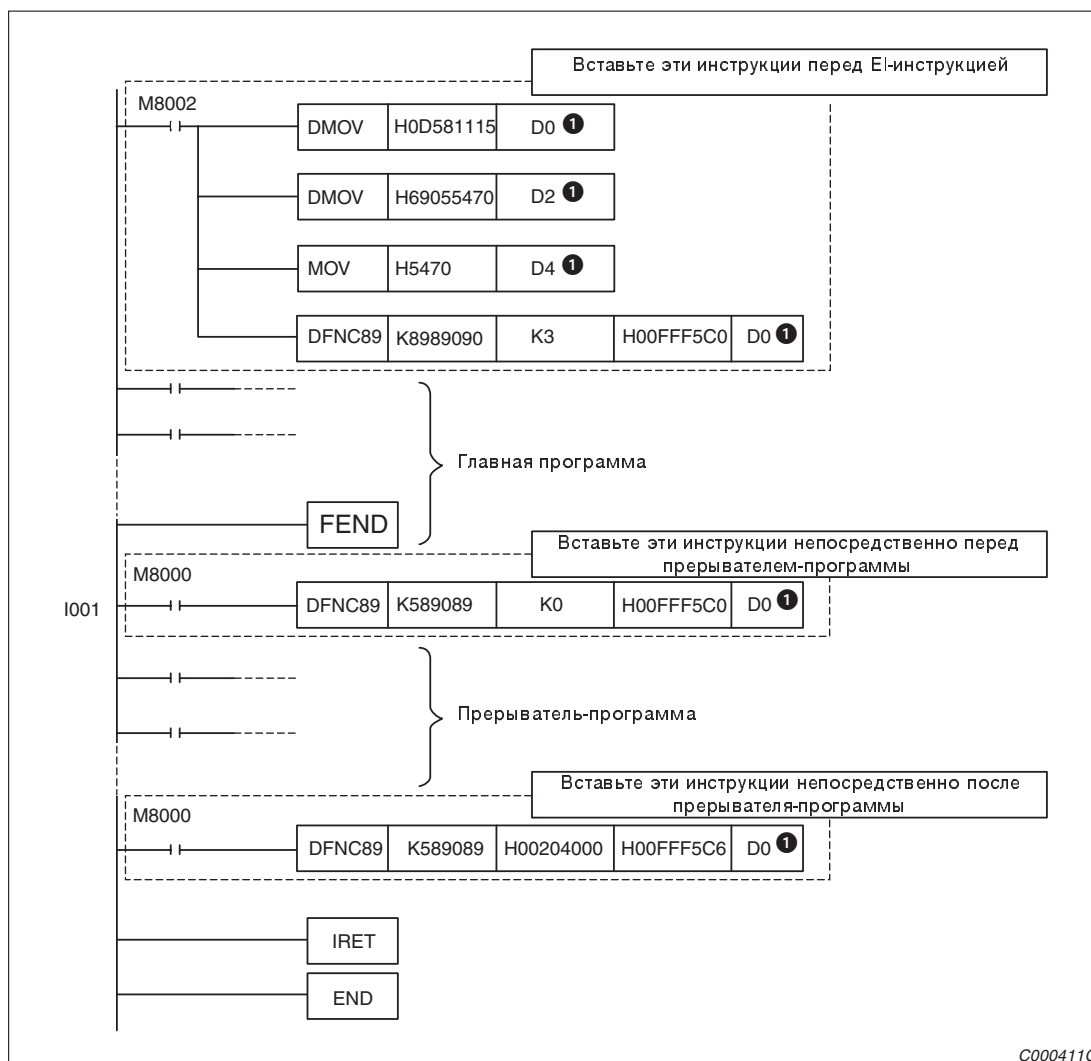 Вставьте эти инструкции перед EI-инструкцией
M8002
DMOV H0D581115 D0 ❶
DMOV H69055470 D2 ❶
MOV H5470 D4 ❶
DFNC89 K8989090 K3 H00FFF5C0 D0 ❶
Главная программа
FEND
Вставьте эти инструкции непосредственно перед
прерывателем-программы
M8000
I001
DFNC89 K589089 K0 H00FFF5C0 D0 ❶
Прерыватель-программа
Вставьте эти инструкции непосредственно после
прерывателя-программы
M8000
DFNC89 K589089 H00204000 H00FFF5C6 D0 ❶
IRET
END
C000411C